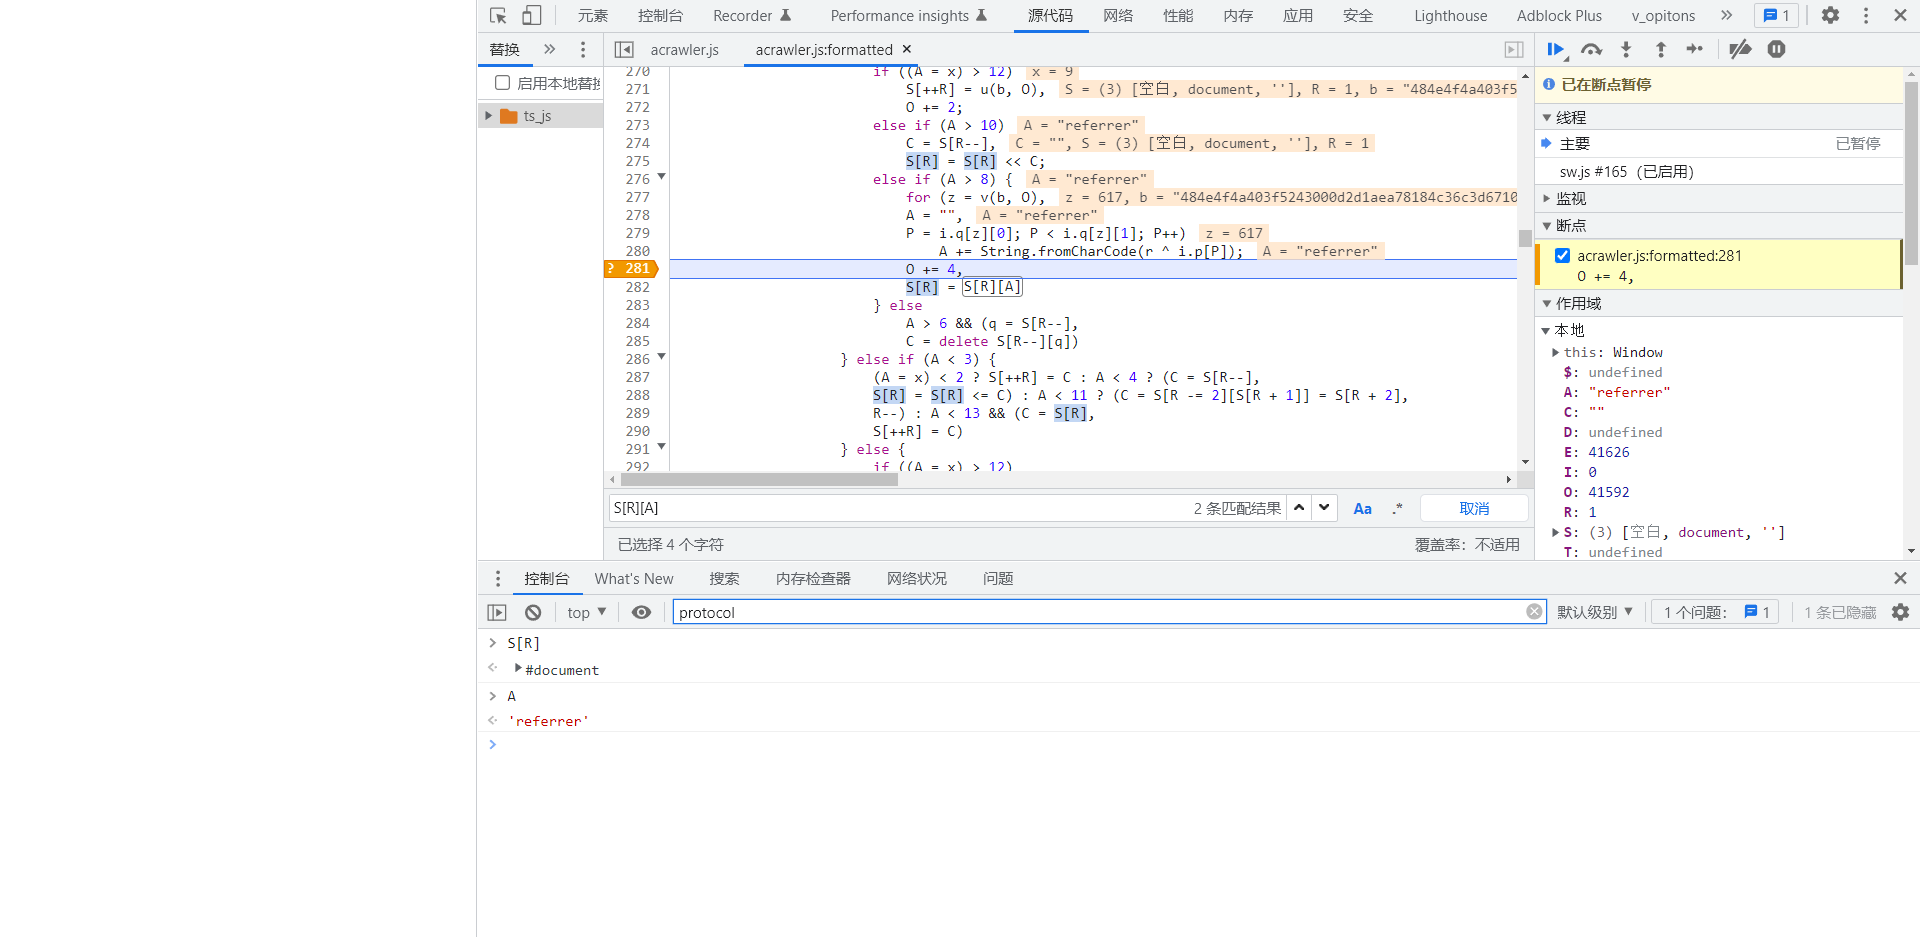 元素 控制台 Recorder Performance insights 源代码 网络 性能 内存 应用 安全 Lighthouse Adblock Plus v_opitons » 1
替换 » acrawler.js acrawler.js:formatted ×
启用本地替换
ts_js
270 if ((A = x) > 12) x = 9
271 S[++R] = u(b, O), S = (3) [空白, document, ''], R = 1, b = "484e4f4a403f5
272 O += 2;
273 else if (A > 10) A = "referrer"
274 C = S[R--], C = "", S = (3) [空白, document, ''], R = 1
275 S[R] = S[R] << C;
276 else if (A > 8) { A = "referrer"
277 for (z = v(b, O), z = 617, b = "484e4f4a403f5243000d2d1aea78184c36c3d6710
278 A = "", A = "referrer"
279 P = i.q[z][0]; P < i.q[z][1]; P++) z = 617
280 A += String.fromCharCode(r ^ i.p[P]); A = "referrer"
? 281 O += 4,
282 S[R] = S[R][A]
283 } else
284 A > 6 && (q = S[R--],
285 C = delete S[R--][q])
286 } else if (A < 3) {
287 (A = x) < 2 ? S[++R] = C : A < 4 ? (C = S[R--],
288 S[R] = S[R] <= C) : A < 11 ? (C = S[R -= 2][S[R + 1]] = S[R + 2],
289 R--) : A < 13 && (C = S[R],
290 S[++R] = C)
291 } else {
292 if ((A = x) > 12)
S[R][A] 2 条匹配结果 Aa .* 取消
已选择 4 个字符 覆盖率: 不适用
已在断点暂停
线程
主要 已暂停
sw.js #165 (已启用)
监视
断点
acrawler.js:formatted:281
O += 4,
作用域
本地
this: Window
$: undefined
A: "referrer"
C: ""
D: undefined
E: 41626
I: 0
O: 41592
R: 1
S: (3) [空白, document, '']
T: undefined
控制台 What's New 搜索 内存检查器 网络状况 问题
top protocol 默认级别 1 个问题: 1 1 条已隐藏
S[R]
#document
A
'referrer'